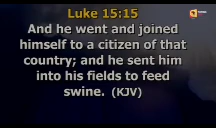 Luke 15:15
And he went and joined
himself to a citizen of that
country; and he sent him
into his fields to feed
swine. (KJV)